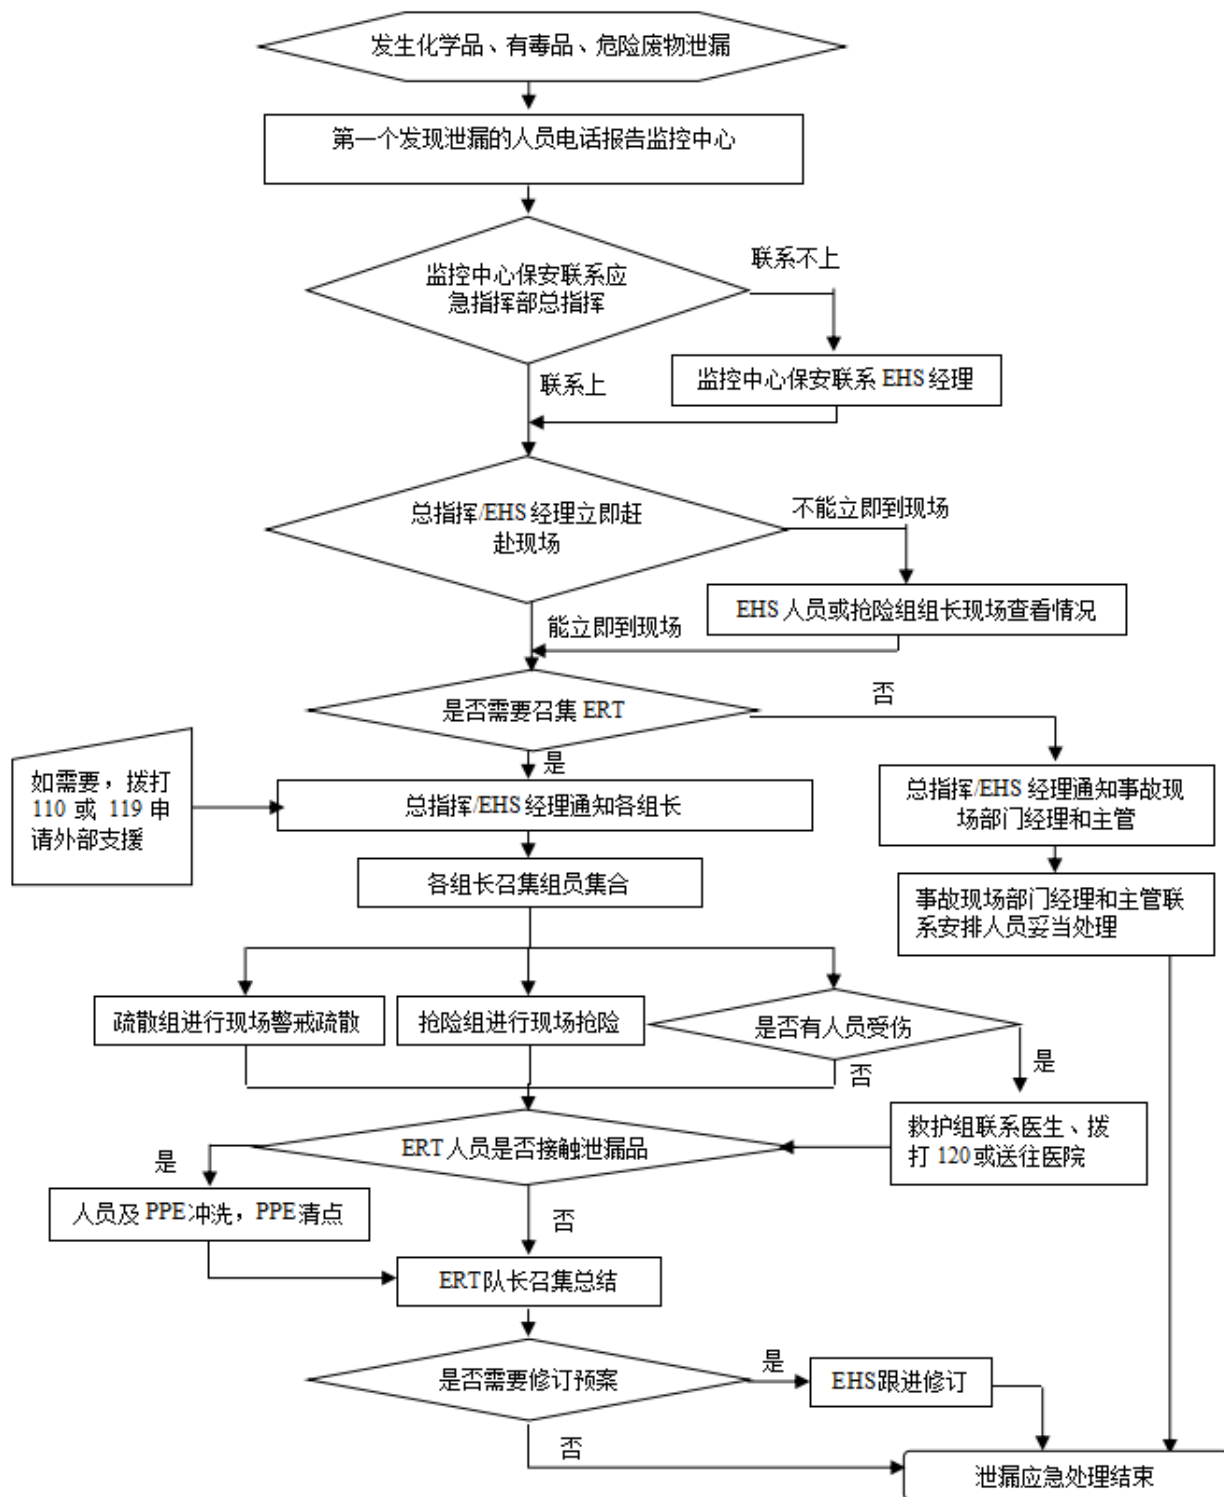 发生化学品、有毒品、危险废物泄漏
第一个发现泄漏的人员电话报告监控中心
监控中心保安联系应
急指挥部总指挥
联系不上
监控中心保安联系 EHS 经理
联系上
总指挥/EHS 经理立即赶
赴现场
不能立即到现场
EHS 人员或抢险组组长现场查看情况
能立即到现场
是否需要召集 ERT
否
是
如需要，拨打
110 或 119 申
请外部支援
总指挥/EHS 经理通知各组长
总指挥/EHS 经理通知事故现
场部门经理和主管
各组长召集组员集合
事故现场部门经理和主管联
系安排人员妥当处理
疏散组进行现场警戒疏散
抢险组进行现场抢险
是否有人员受伤
否
是
救护组联系医生、拨
打 120 或送往医院
ERT 人员是否接触泄漏品
是
人员及 PPE 冲洗，PPE 清点
否
ERT 队长召集总结
是否需要修订预案
是
EHS跟进修订
否
泄漏应急处理结束